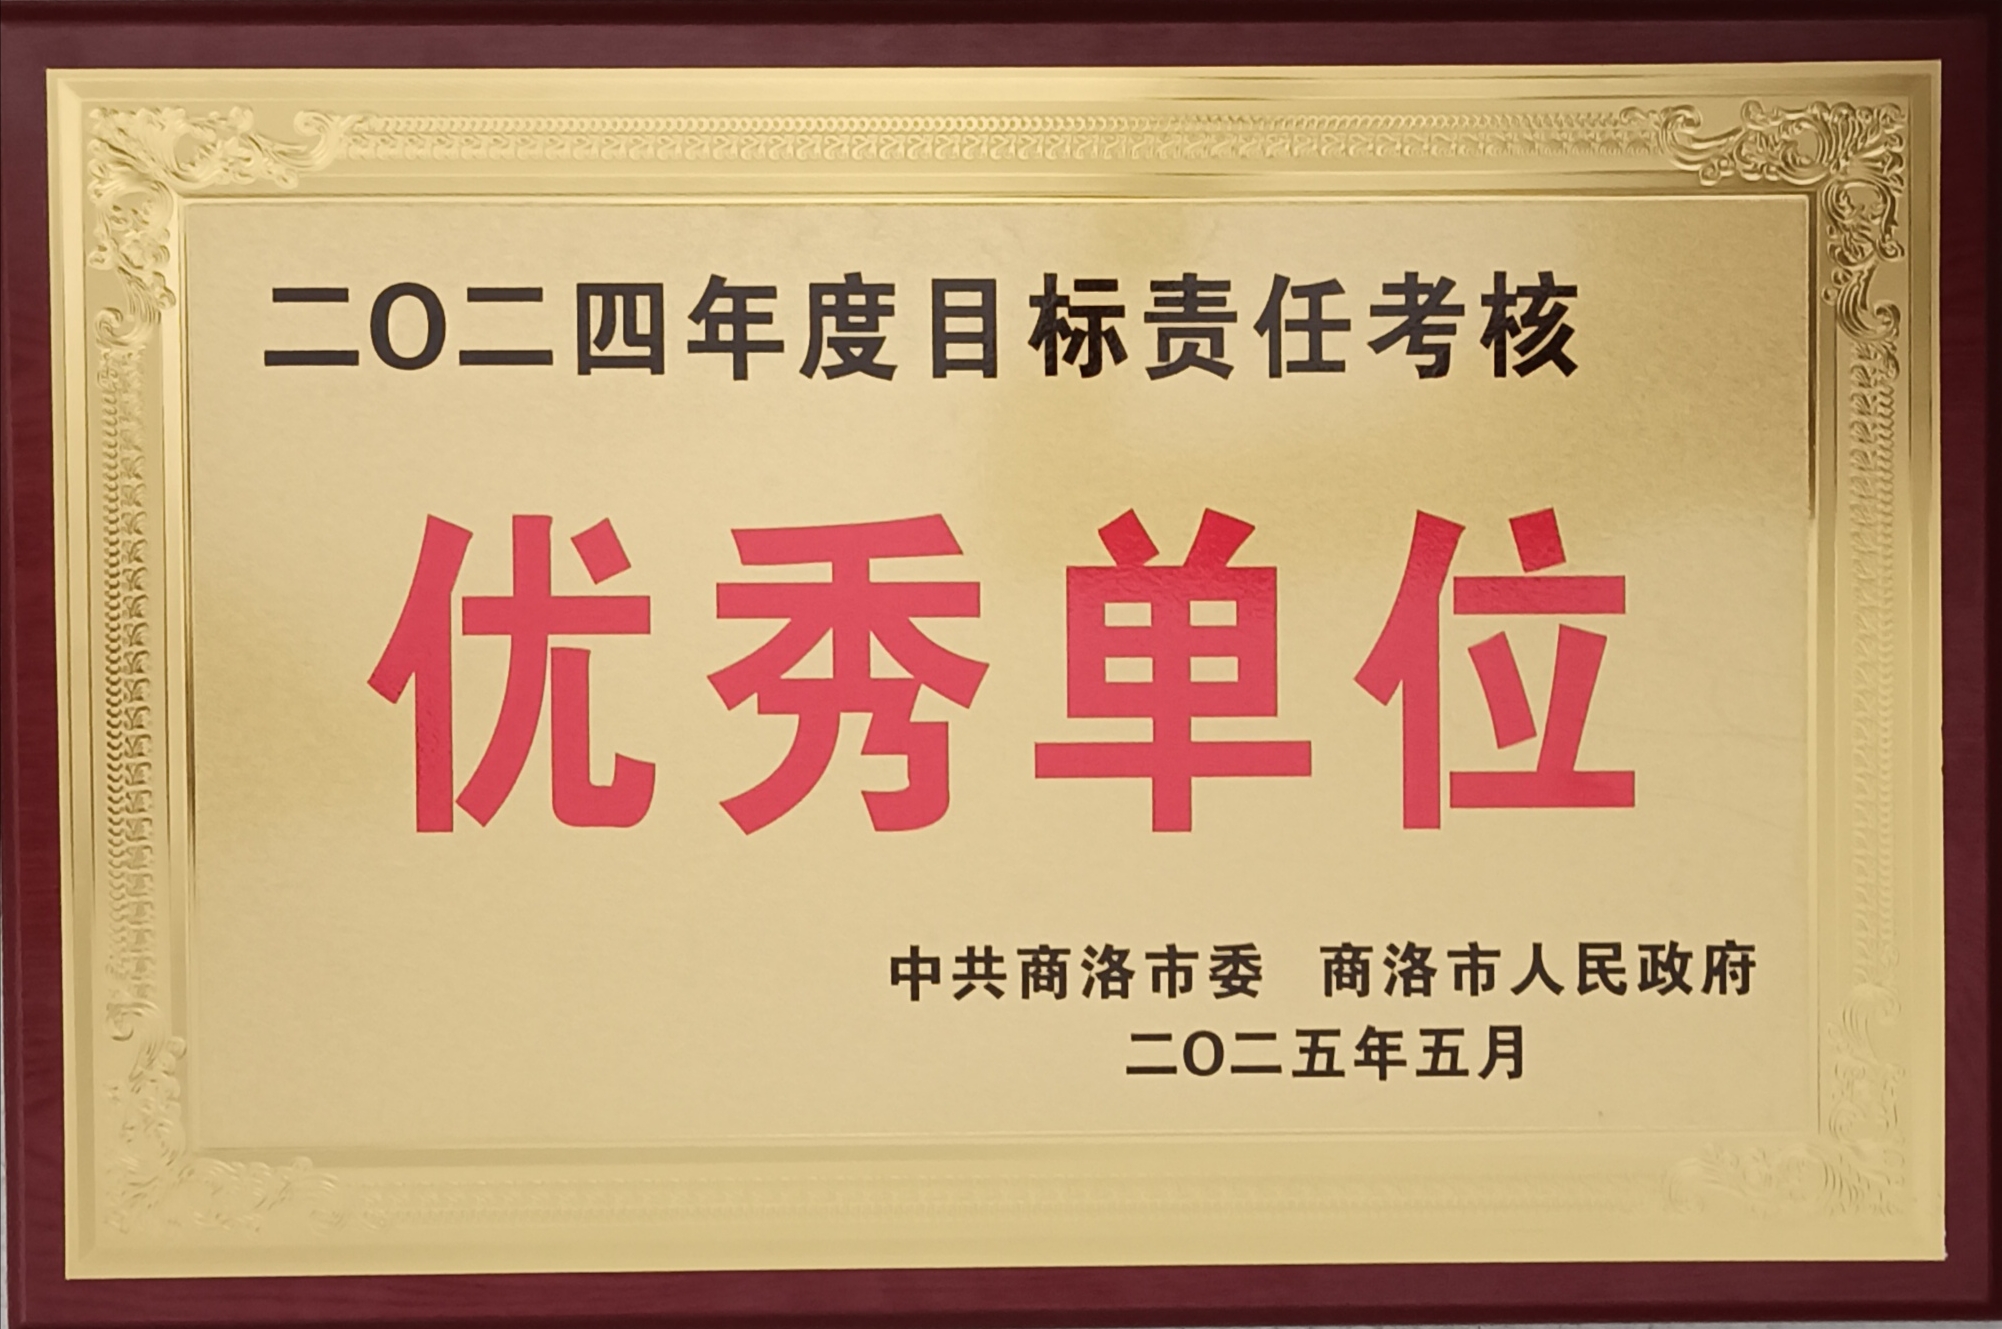 二〇二四年度目标责任考核
优秀单位
中共商洛市委 商洛市人民政府
二〇二五年五月